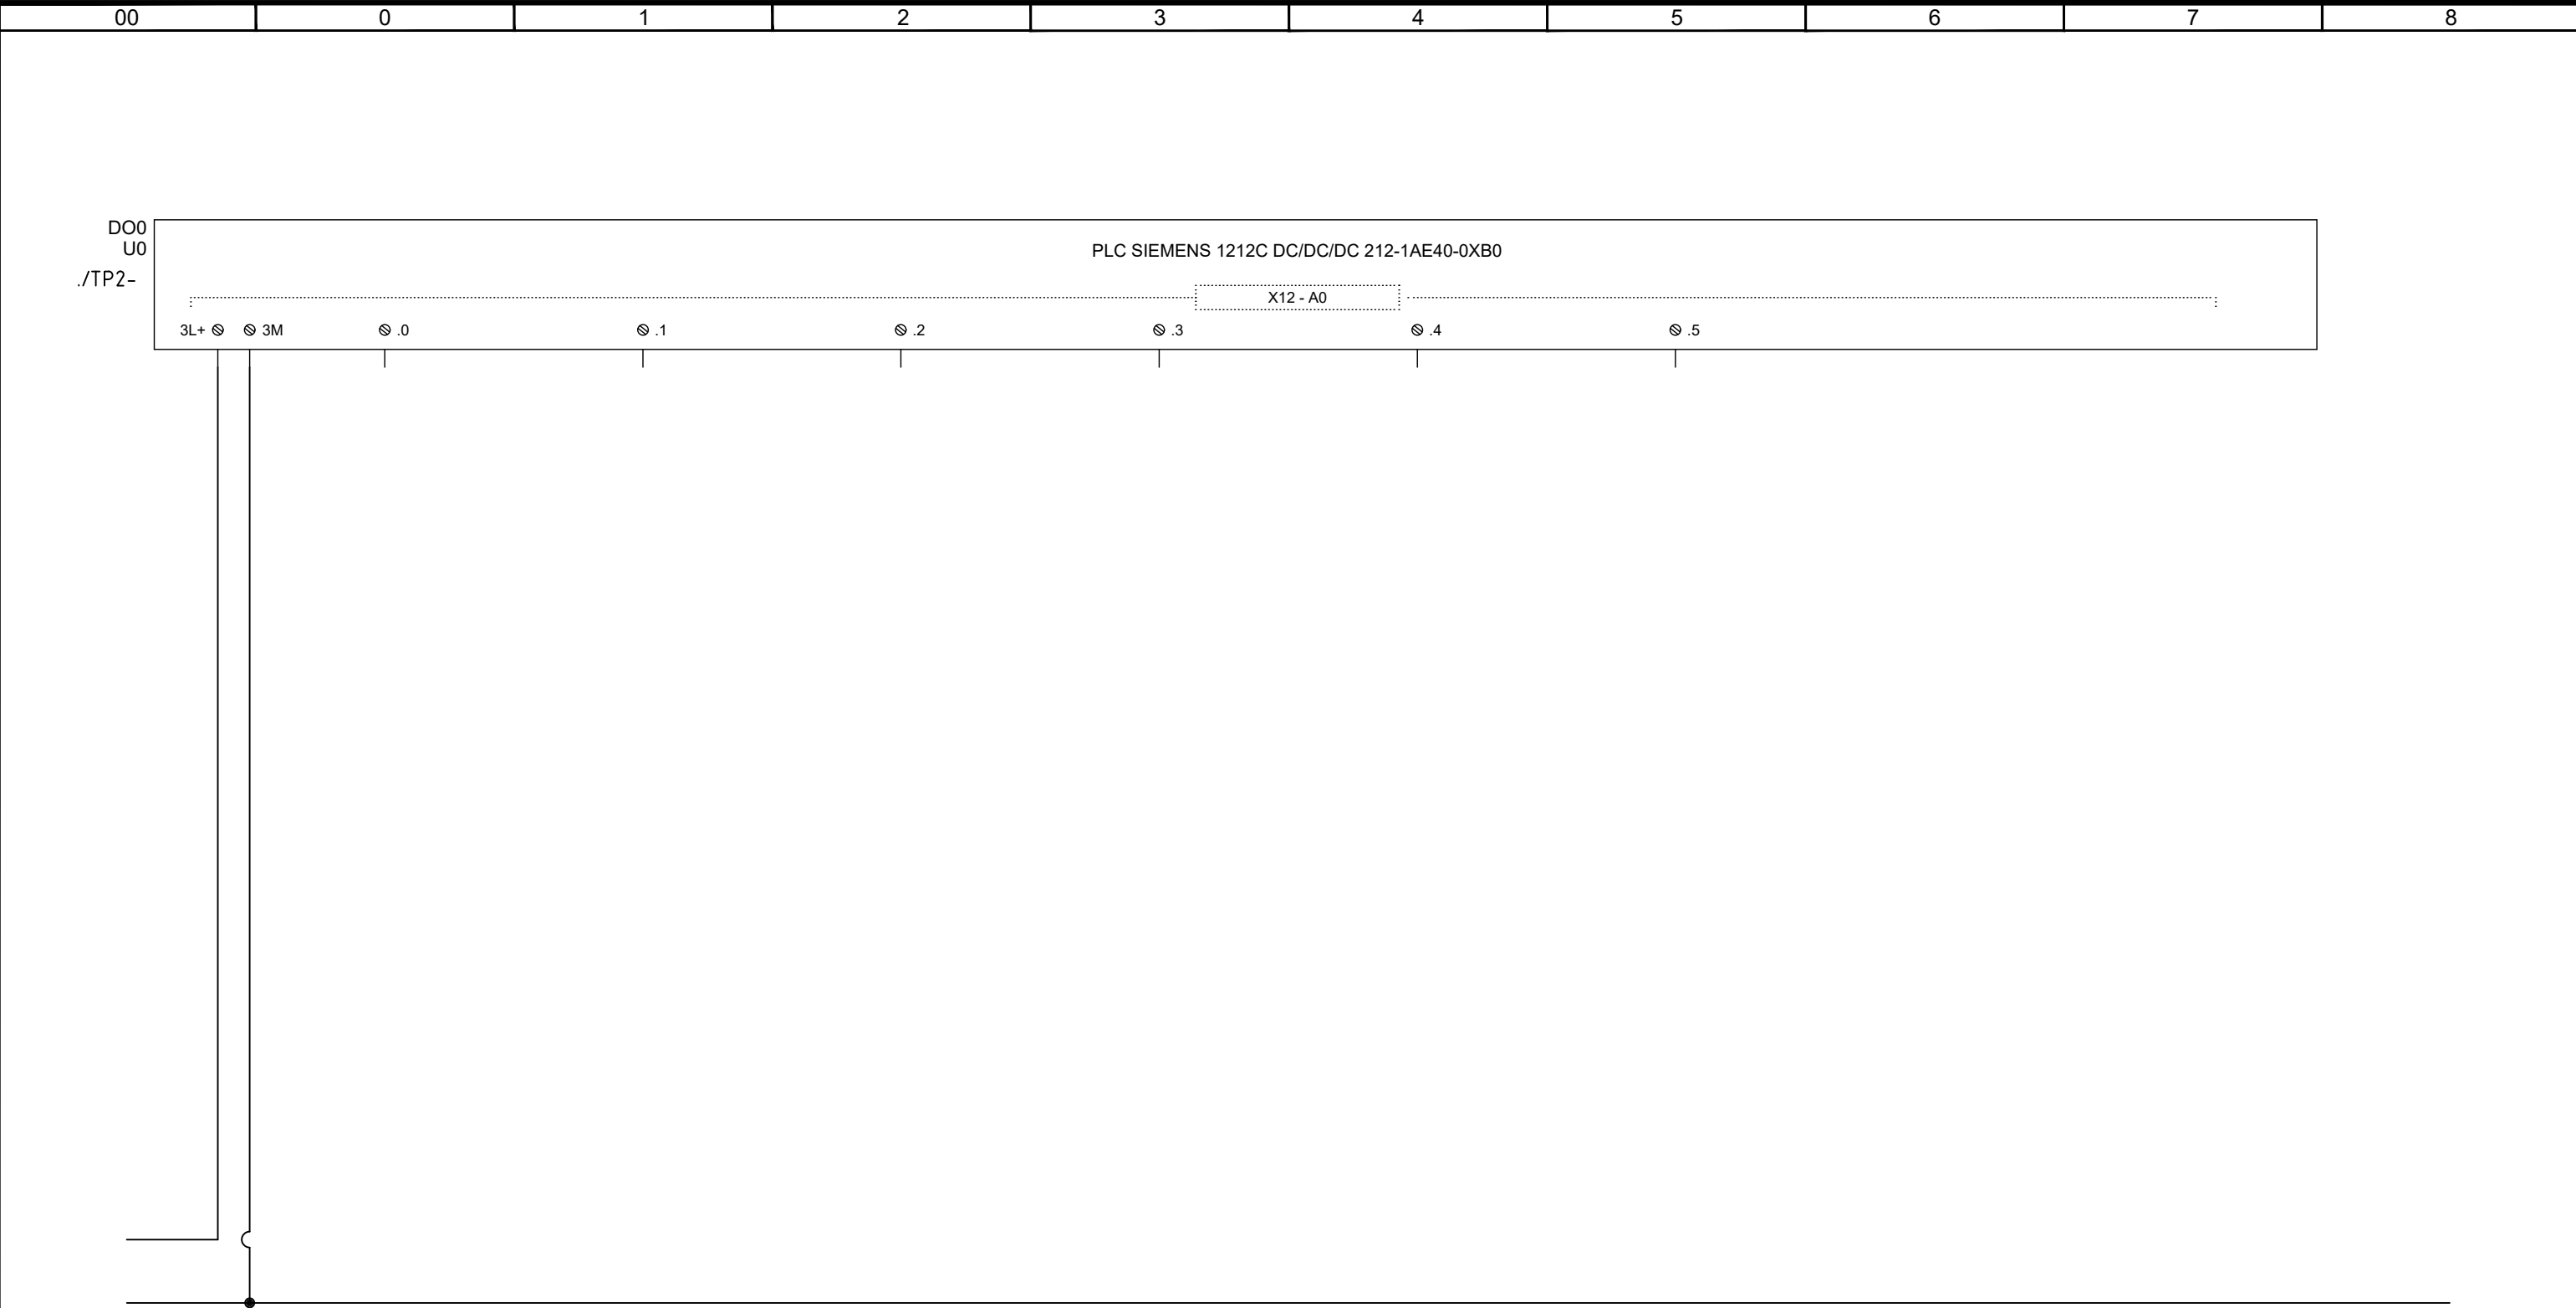 00 0 1 2 3 4 5 6 7 8
DO0
U0
./TP2-
PLC SIEMENS 1212C DC/DC/DC 212-1AE40-0XB0
X12 - A0
3L+ 3M .0 .1 .2 .3 .4 .5